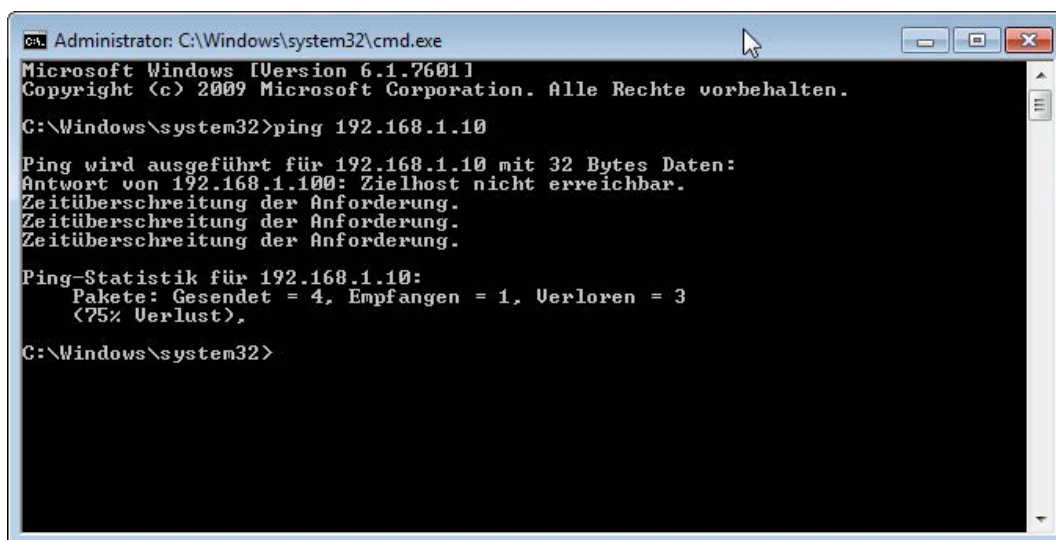 Administrator: C:\Windows\system32\cmd.exe
Microsoft Windows [Version 6.1.7601]
Copyright (c) 2009 Microsoft Corporation. Alle Rechte vorbehalten.
C:\Windows\system32>ping 192.168.1.10
Ping wird ausgeführt für 192.168.1.10 mit 32 Bytes Daten:
Antwort von 192.168.1.100: Zielhost nicht erreichbar.
Zeitüberschreitung der Anforderung.
Zeitüberschreitung der Anforderung.
Zeitüberschreitung der Anforderung.
Ping-Statistik für 192.168.1.10:
    Pakete: Gesendet = 4, Empfangen = 1, Verloren = 3
    (75% Verlust),
C:\Windows\system32>